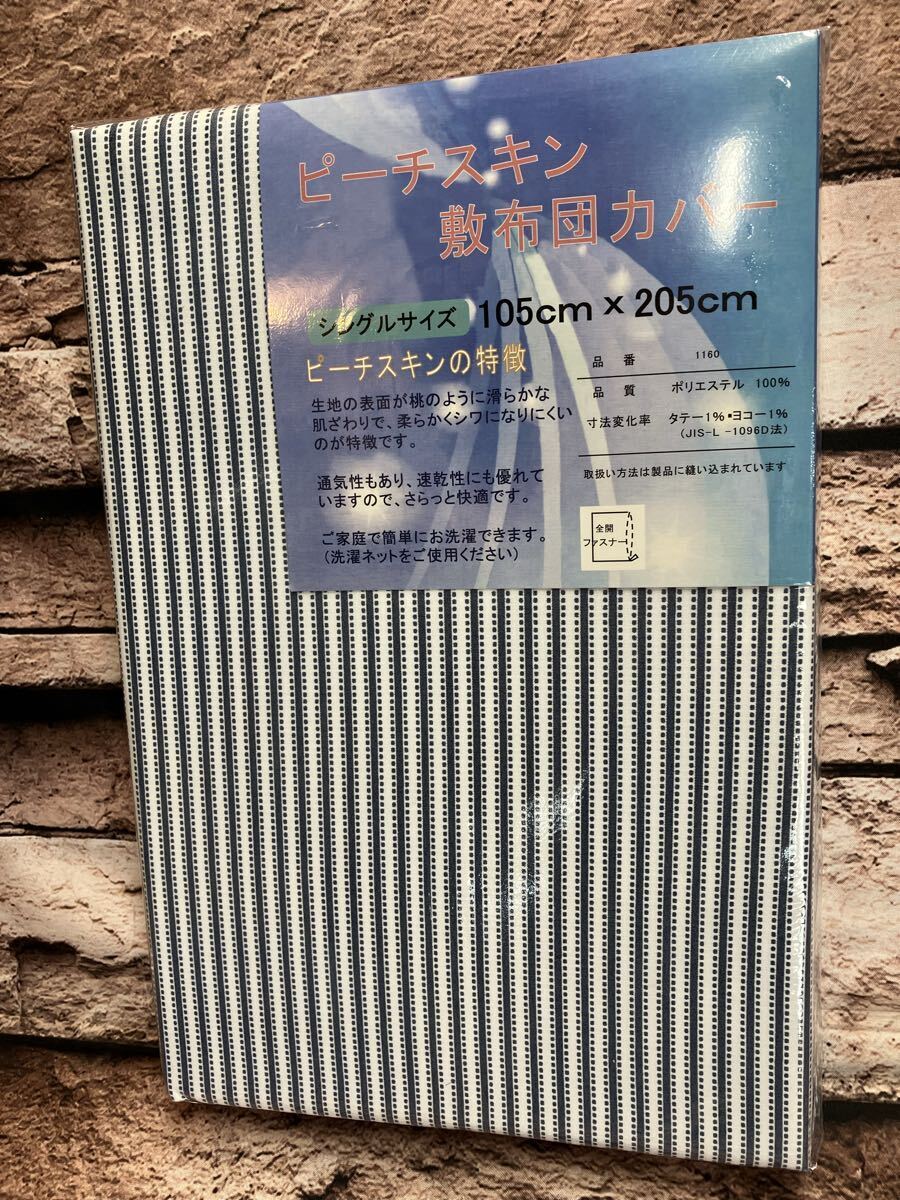 ピーチスキン
敷布団カバー
シングルサイズ 105cm×205cm
ピーチスキンの特徴
生地の表面が桃のように滑らかな
肌ざわりで、柔らかくシワになりにくい
のが特徴です。
通気性もあり、速乾性にも優れて
いますので、さらっと快適です。
ご家庭で簡単にお洗濯できます。
(洗濯ネットをご使用ください)
品 番 1160
品 質 ポリエステル 100%
寸法変化率 タテー1%・ヨコー1%
(JIS-L -1096D法)
取扱い方法は製品に縫い込まれています
全開
ファスナー